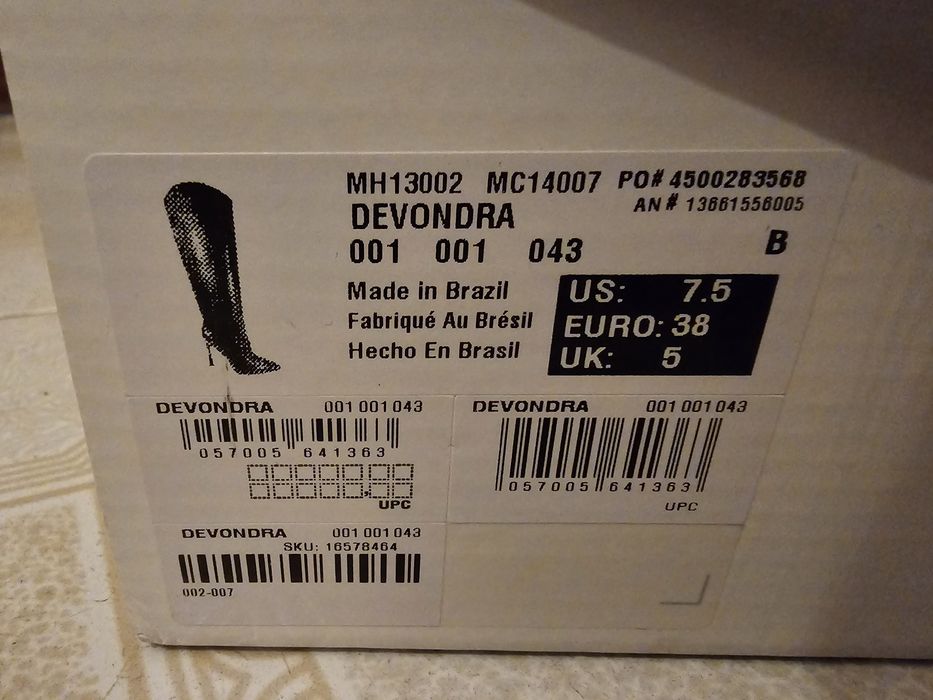 MH13002 MC14007 PO# 4500283568
AN# 13661556005
DEVONDRA
001 001 043 B
Made in Brazil
Fabriqué Au Brésil
Hecho En Brasil
US: 7.5
EURO: 38
UK: 5
DEVONDRA 001 001 043
057005 641363
UPC
DEVONDRA 001 001 043
057005 641363
UPC
DEVONDRA 001 001 043
SKU: 16578464
002-007